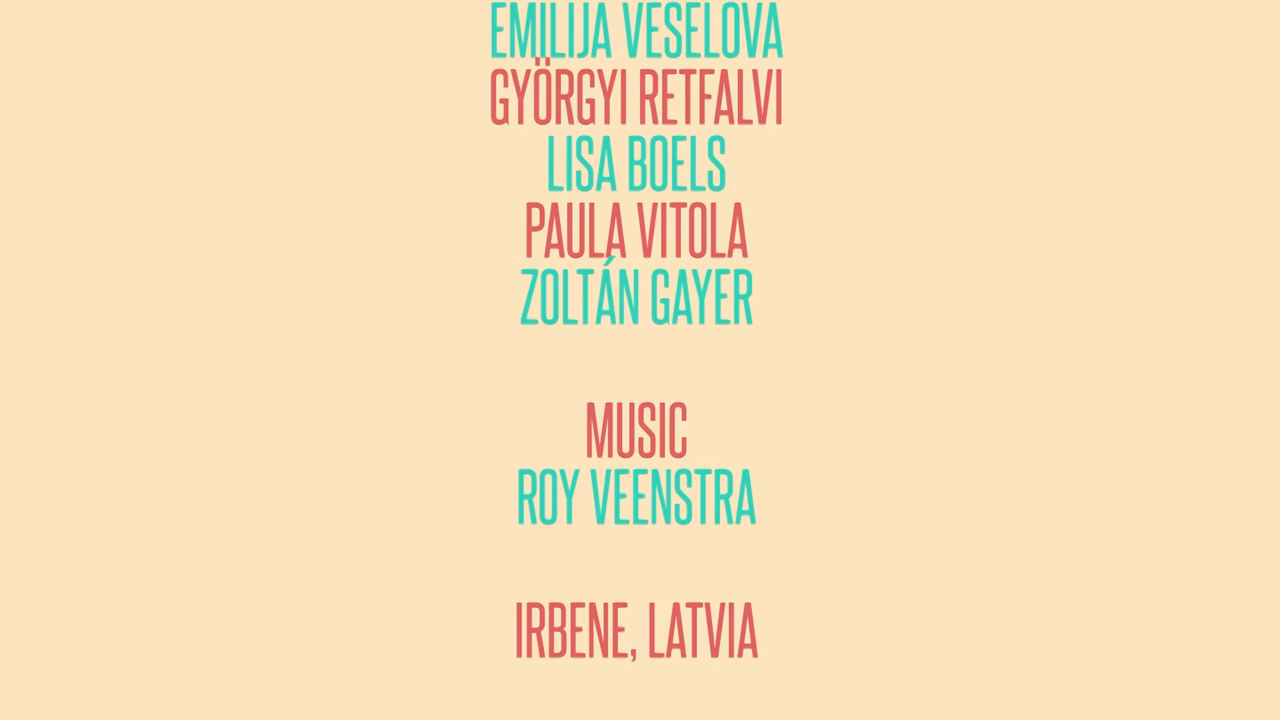 EMILIJA VESELOVA
GYÖRGYI RETFALVI
LISA BOELS
PAULA VITOLA
ZOLTÁN GAYER
MUSIC
ROY VEENSTRA
IRBENE, LATVIA